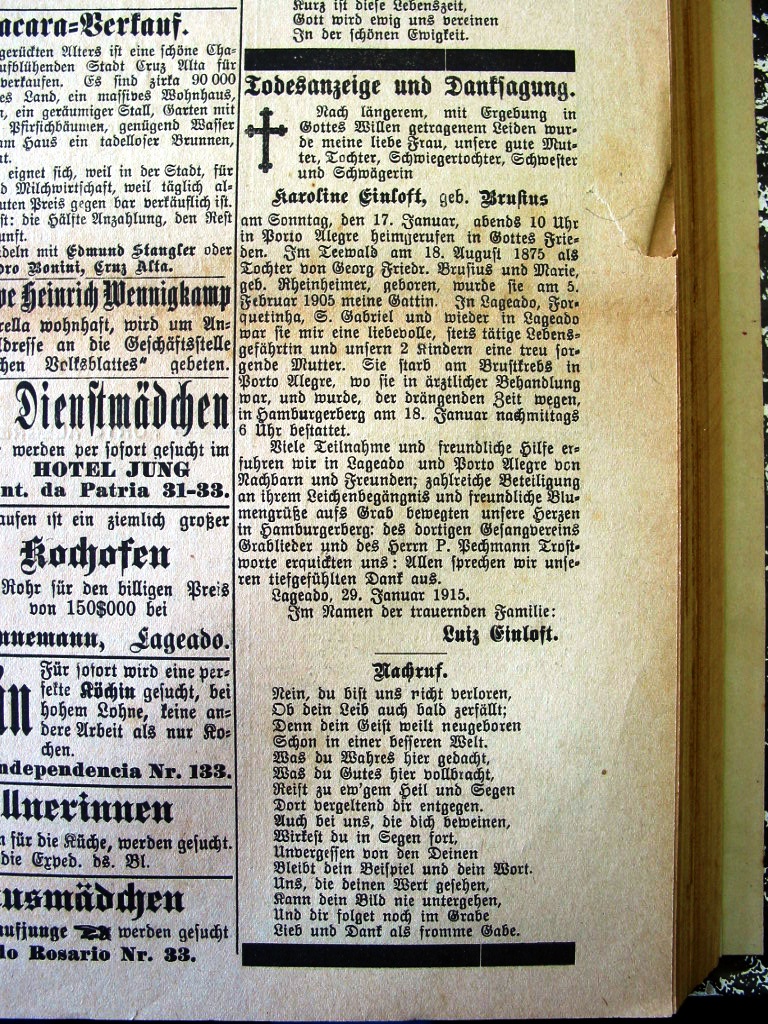 acara-Verkauf.
gerückten Alters ist eine schöne Cha-
ufblühenden Stadt Cruz Alta für
verkaufen. Es sind zirka 90 000
es Land, ein massives Wohnhaus,
n, ein geräumiger Stall, Garten mit
Pfirsichbäumen, genügend Wasser
am Haus ein tadelloser Brunnen,
t.
eignet sich, weil in der Stadt, für
d Milchwirtschaft, weil täglich al-
uten Preis gegen bar verkäuflich ist.
st: die Hälfte Anzahlung, den Rest
unft.
deln mit Edmund Stangler oder
dro Bonini, Cruz Alta.
oe Heinrich Wennigkamp
rella wohnhaft, wird um An-
dresse an die Geschäftsstelle
chen Volksblattes" gebeten.
Dienstmädchen
werden per sofort gesucht im
HOTEL JUNG
nt. da Patria 31-33.
aufen ist ein ziemlich großer
Kochofen
Rohr für den billigen Preis
von 150$000 bei
nnemann, Lageado.
Für sofort wird eine per-
fekte Köchin gesucht, bei
hohem Lohne, keine an-
dere Arbeit als nur Ko-
chen.
in
ndependencia Nr. 133.
llnerinnen
n für die Küche, werden gesucht.
die Exped. ds. Bl.
usmädchen
aufjunge werden gesucht
do Rosario Nr. 33.
Kurz ist diese Lebenszeit,
Gott wird ewig uns vereinen
In der schönen Ewigkeit.
Todesanzeige und Danksagung.
Nach längerem, mit Ergebung in
Gottes Willen getragenem Leiden wur-
de meine liebe Frau, unsere gute Mut-
ter, Tochter, Schwiegertochter, Schwester
und Schwägerin
Karoline Einloft, geb. Brusius
am Sonntag, den 17. Januar, abends 10 Uhr
in Porto Alegre heimgerufen in Gottes Frie-
den. Im Teewald am 18. August 1875 als
Tochter von Georg Friedr. Brusius und Marie,
geb. Rheinheimer, geboren, wurde sie am 5.
Februar 1905 meine Gattin. In Lageado, For-
quetinha, S. Gabriel und wieder in Lageado
war sie mir eine liebevolle, stets tätige Lebens-
gefährtin und unsern 2 Kindern eine treu sor-
gende Mutter. Sie starb am Brustkrebs in
Porto Alegre, wo sie in ärztlicher Behandlung
war, und wurde, der drängenden Zeit wegen,
in Hamburgerberg am 18. Januar nachmittags
6 Uhr bestattet.
Viele Teilnahme und freundliche Hilfe er-
fuhren wir in Lageado und Porto Alegre von
Nachbarn und Freunden; zahlreiche Beteiligung
an ihrem Leichenbegängnis und freundliche Blu-
mengrüße aufs Grab bewegten unsere Herzen
in Hamburgerberg: des dortigen Gesangvereins
Grablieder und des Herrn P. Pechmann Trost-
worte erquickten uns: Allen sprechen wir unse-
ren tiefgefühlten Dank aus.
Lageado, 29. Januar 1915.
Im Namen der trauernden Familie:
Luiz Einloft.
Nachruf.
Nein, du bist uns nicht verloren,
Ob dein Leib auch bald zerfällt;
Denn dein Geist weilt neugeboren
Schon in einer besseren Welt.
Was du Wahres hier gedacht,
Was du Gutes hier vollbracht,
Reift zu ew'gem Heil und Segen
Dort vergeltend dir entgegen.
Auch bei uns, die dich beweinen,
Wirkest du in Segen fort,
Unvergessen von den Deinen
Bleibt dein Beispiel und dein Wort.
Uns, die deinen Wert gesehen,
Kann dein Bild nie untergehen,
Und dir folget noch im Grabe
Lieb und Dank als fromme Gabe.